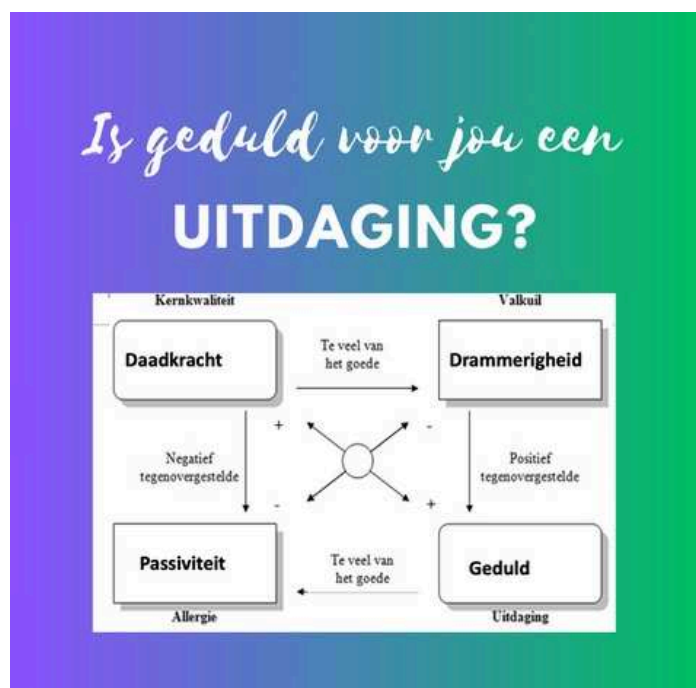 Is geduld voor jou een
UITDAGING?
Kernkwaliteit
Valkuil
Daadkracht
Te veel van
het goede
Drammerigheid
+
-
Negatief
tegenovergestelde
Positief
tegenovergestelde
-
+
Passiviteit
Te veel van
het goede
Geduld
Allergie
Uitdaging